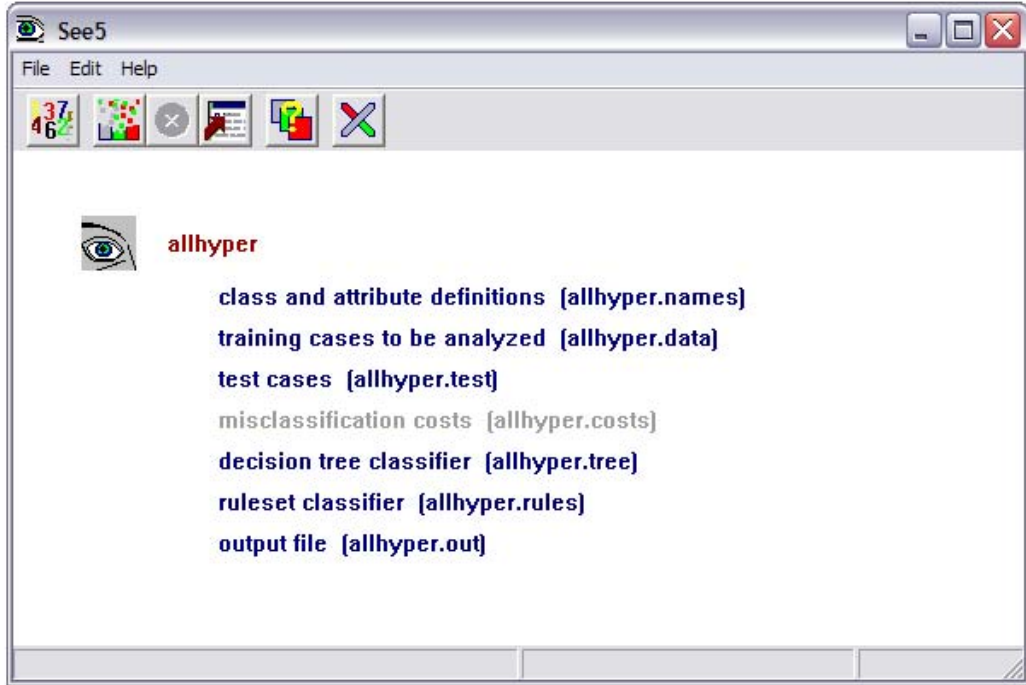 See5
File Edit Help
allhyper
class and attribute definitions (allhyper.names)
training cases to be analyzed (allhyper.data)
test cases (allhyper.test)
misclassification costs (allhyper.costs)
decision tree classifier (allhyper.tree)
ruleset classifier (allhyper.rules)
output file (allhyper.out)